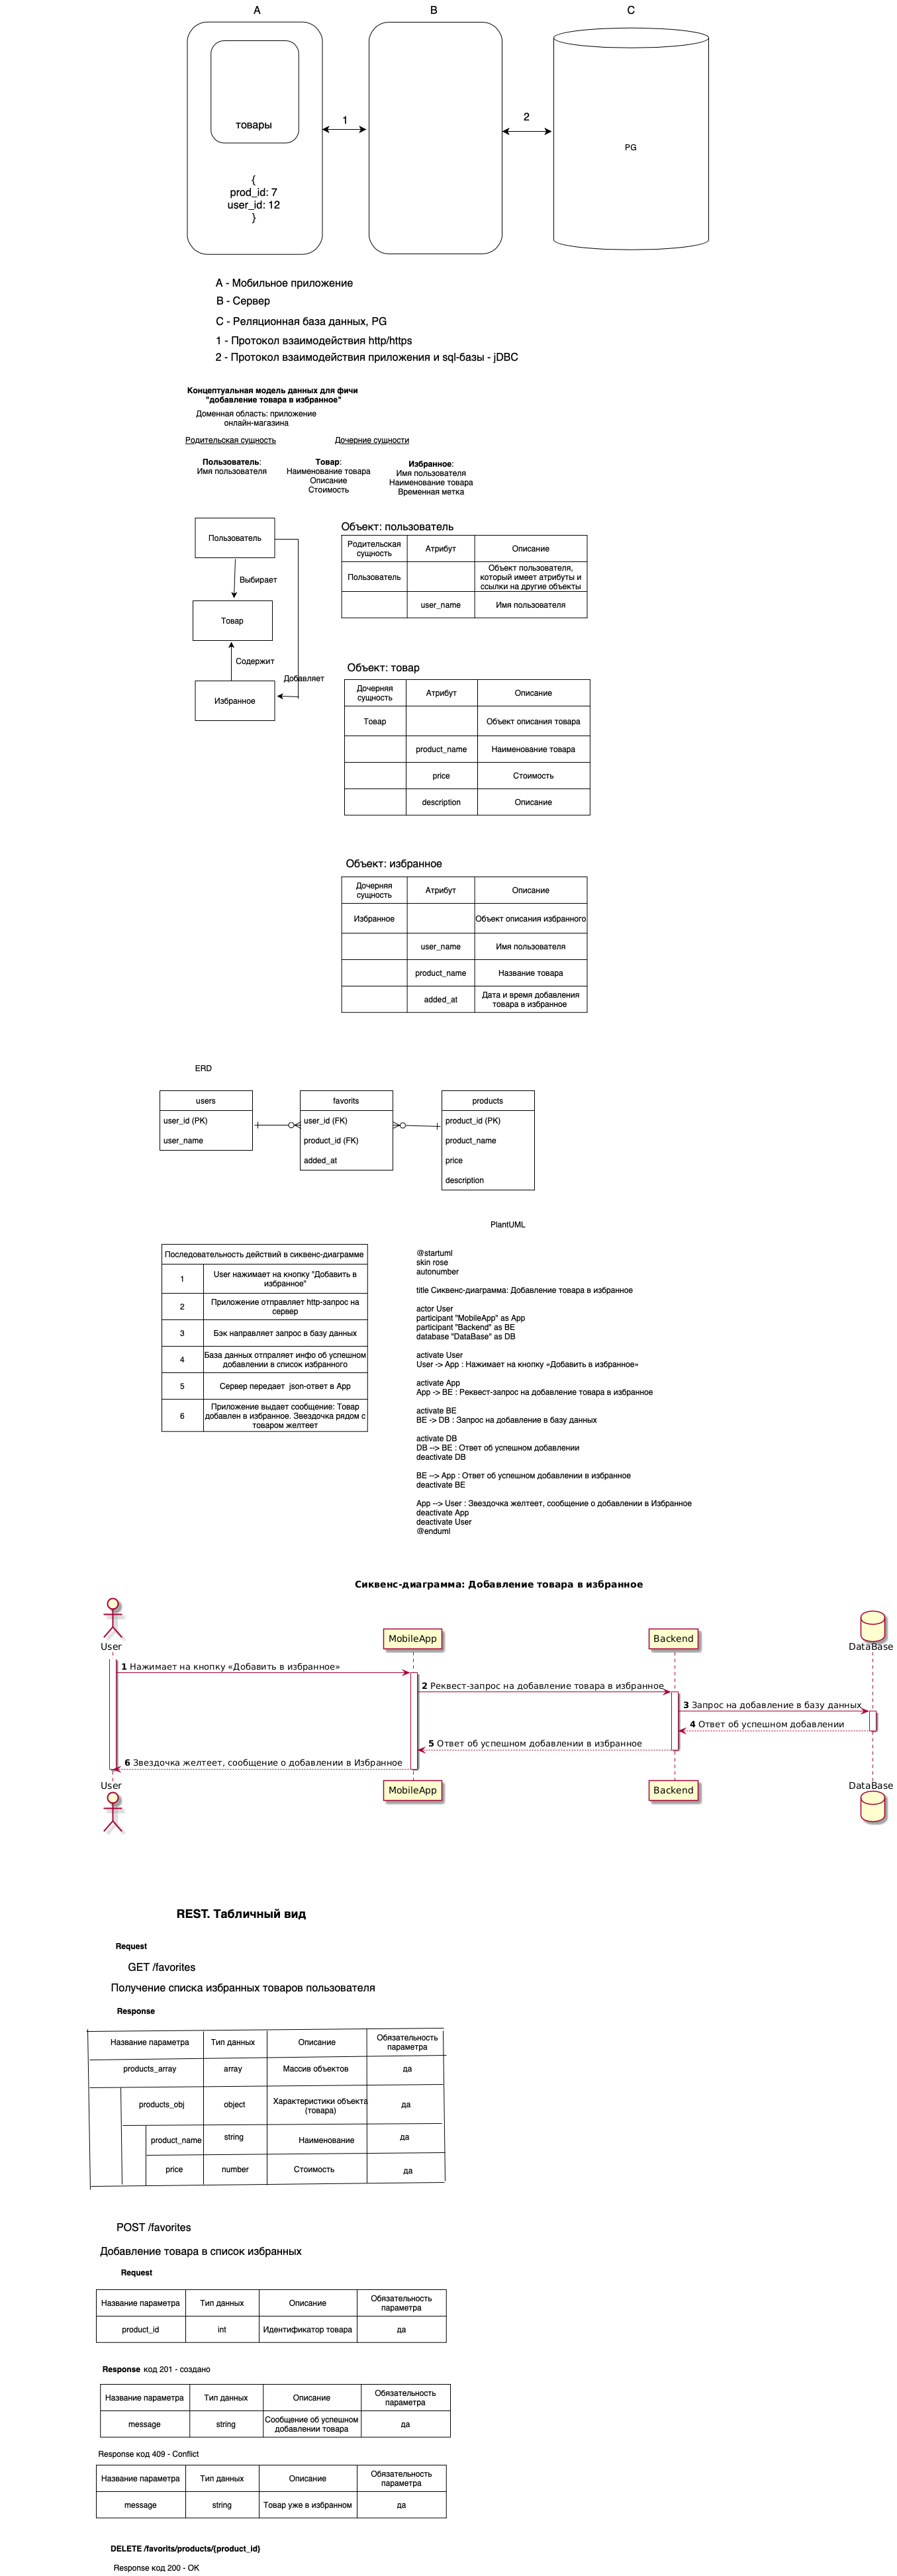 A
B
C
товары
1
2
PG
{
prod_id: 7
user_id: 12
}
A - Мобильное приложение
B - Сервер
C - Реляционная база данных, PG
1 - Протокол взаимодействия http/https
2 - Протокол взаимодействия приложения и sql-базы - jDBC
Концептуальная модель данных для фичи
"добавление товара в избранное"
Доменная область: приложение
онлайн-магазина
Родительская сущность
Дочерние сущности
Пользователь:
Имя пользователя
Товар:
Наименование товара
Описание
Стоимость
Избранное:
Имя пользователя
Наименование товара
Временная метка
Пользователь
Выбирает
Товар
Содержит
Добавляет
Избранное
Объект: пользователь
Родительская сущность Атрибут Описание
Пользователь Объект пользователя, который имеет атрибуты и ссылки на другие объекты
user_name Имя пользователя
Объект: товар
Дочерняя сущность Атрибут Описание
Товар Объект описания товара
product_name Наименование товара
price Стоимость
description Описание
Объект: избранное
Дочерняя сущность Атрибут Описание
Избранное Объект описания избранного
user_name Имя пользователя
product_name Название товара
added_at Дата и время добавления товара в избранное
ERD
users
user_id (PK)
user_name
favorits
user_id (FK)
product_id (FK)
added_at
products
product_id (PK)
product_name
price
description
Последовательность действий в сиквенс-диаграмме
1 User нажимает на кнопку "Добавить в избранное"
2 Приложение отправляет http-запрос на сервер
3 Бэк направляет запрос в базу данных
4 База данных отпраляет инфо об успешном добавлении в список избранного
5 Сервер передает json-ответ в App
6 Приложение выдает сообщение: Товар добавлен в избранное. Звездочка рядом с товаром желтеет
PlantUML
@startuml
skin rose
autonumber
title Сиквенс-диаграмма: Добавление товара в избранное
actor User
participant "MobileApp" as App
participant "Backend" as BE
database "DataBase" as DB
activate User
User -> App : Нажимает на кнопку «Добавить в избранное»
activate App
App -> BE : Реквест-запрос на добавление товара в избранное
activate BE
BE -> DB : Запрос на добавление в базу данных
activate DB
DB --> BE : Ответ об успешном добавлении
deactivate DB
BE --> App : Ответ об успешном добавлении в избранное
deactivate BE
App --> User : Звездочка желтеет, сообщение о добавлении в Избранное
deactivate App
deactivate User
@enduml
Сиквенс-диаграмма: Добавление товара в избранное
User MobileApp Backend DataBase
1 Нажимает на кнопку «Добавить в избранное»
2 Реквест-запрос на добавление товара в избранное
3 Запрос на добавление в базу данных
4 Ответ об успешном добавлении
5 Ответ об успешном добавлении в избранное
6 Звездочка желтеет, сообщение о добавлении в Избранное
User MobileApp Backend DataBase
REST. Табличный вид
Request
GET /favorites
Получение списка избранных товаров пользователя
Response
Название параметра Тип данных Описание Обязательность параметра
products_array array Массив объектов да
products_obj object Характеристики объекта (товара) да
product_name string Наименование да
price number Стоимость да
POST /favorites
Добавление товара в список избранных
Request
Название параметра Тип данных Описание Обязательность параметра
product_id int Идентификатор товара да
Response код 201 - создано
Название параметра Тип данных Описание Обязательность параметра
message string Сообщение об успешном добавлении товара да
Response код 409 - Conflict
Название параметра Тип данных Описание Обязательность параметра
message string Товар уже в избранном да
DELETE /favorits/products/{product_id}
Response код 200 - OK